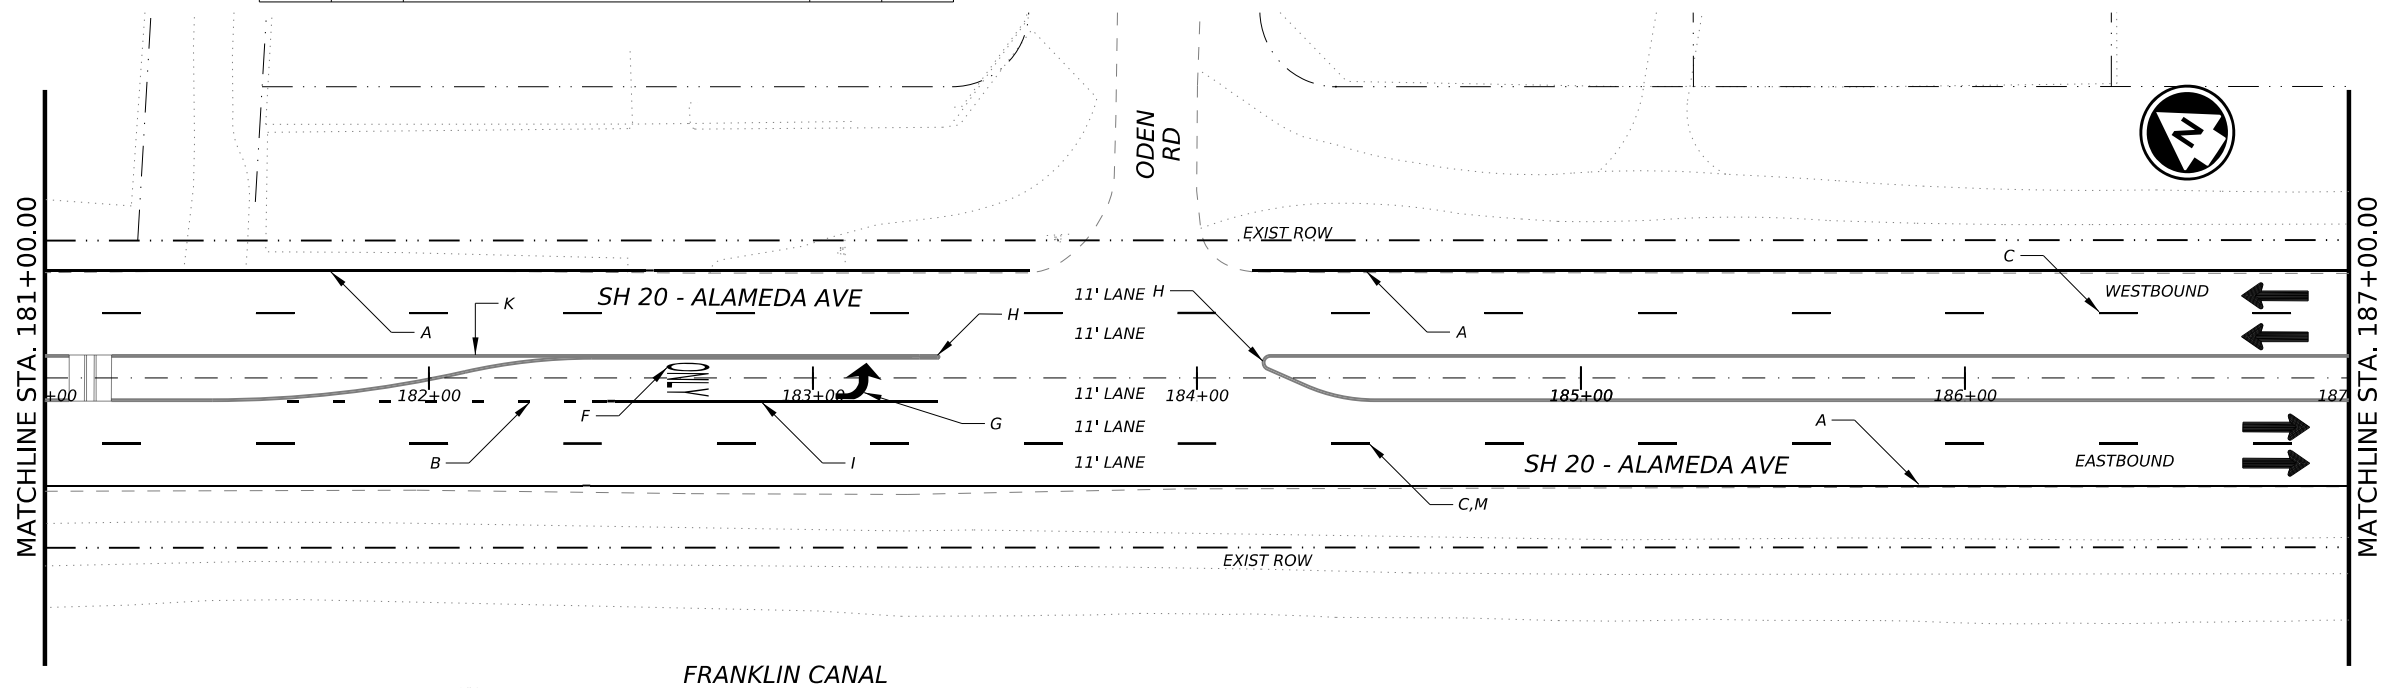 ODEN
RD
N
MATCHLINE STA. 181+00.00
MATCHLINE STA. 187+00.00
EXIST ROW
C
SH 20 - ALAMEDA AVE
11' LANE
H
WESTBOUND
K
H
A
11' LANE
A
+00
182+00
183+00
11' LANE
184+00
185+00
186+00
187
ONLY
F
G
11' LANE
A
B
I
11' LANE
SH 20 - ALAMEDA AVE
EASTBOUND
C,M
EXIST ROW
FRANKLIN CANAL